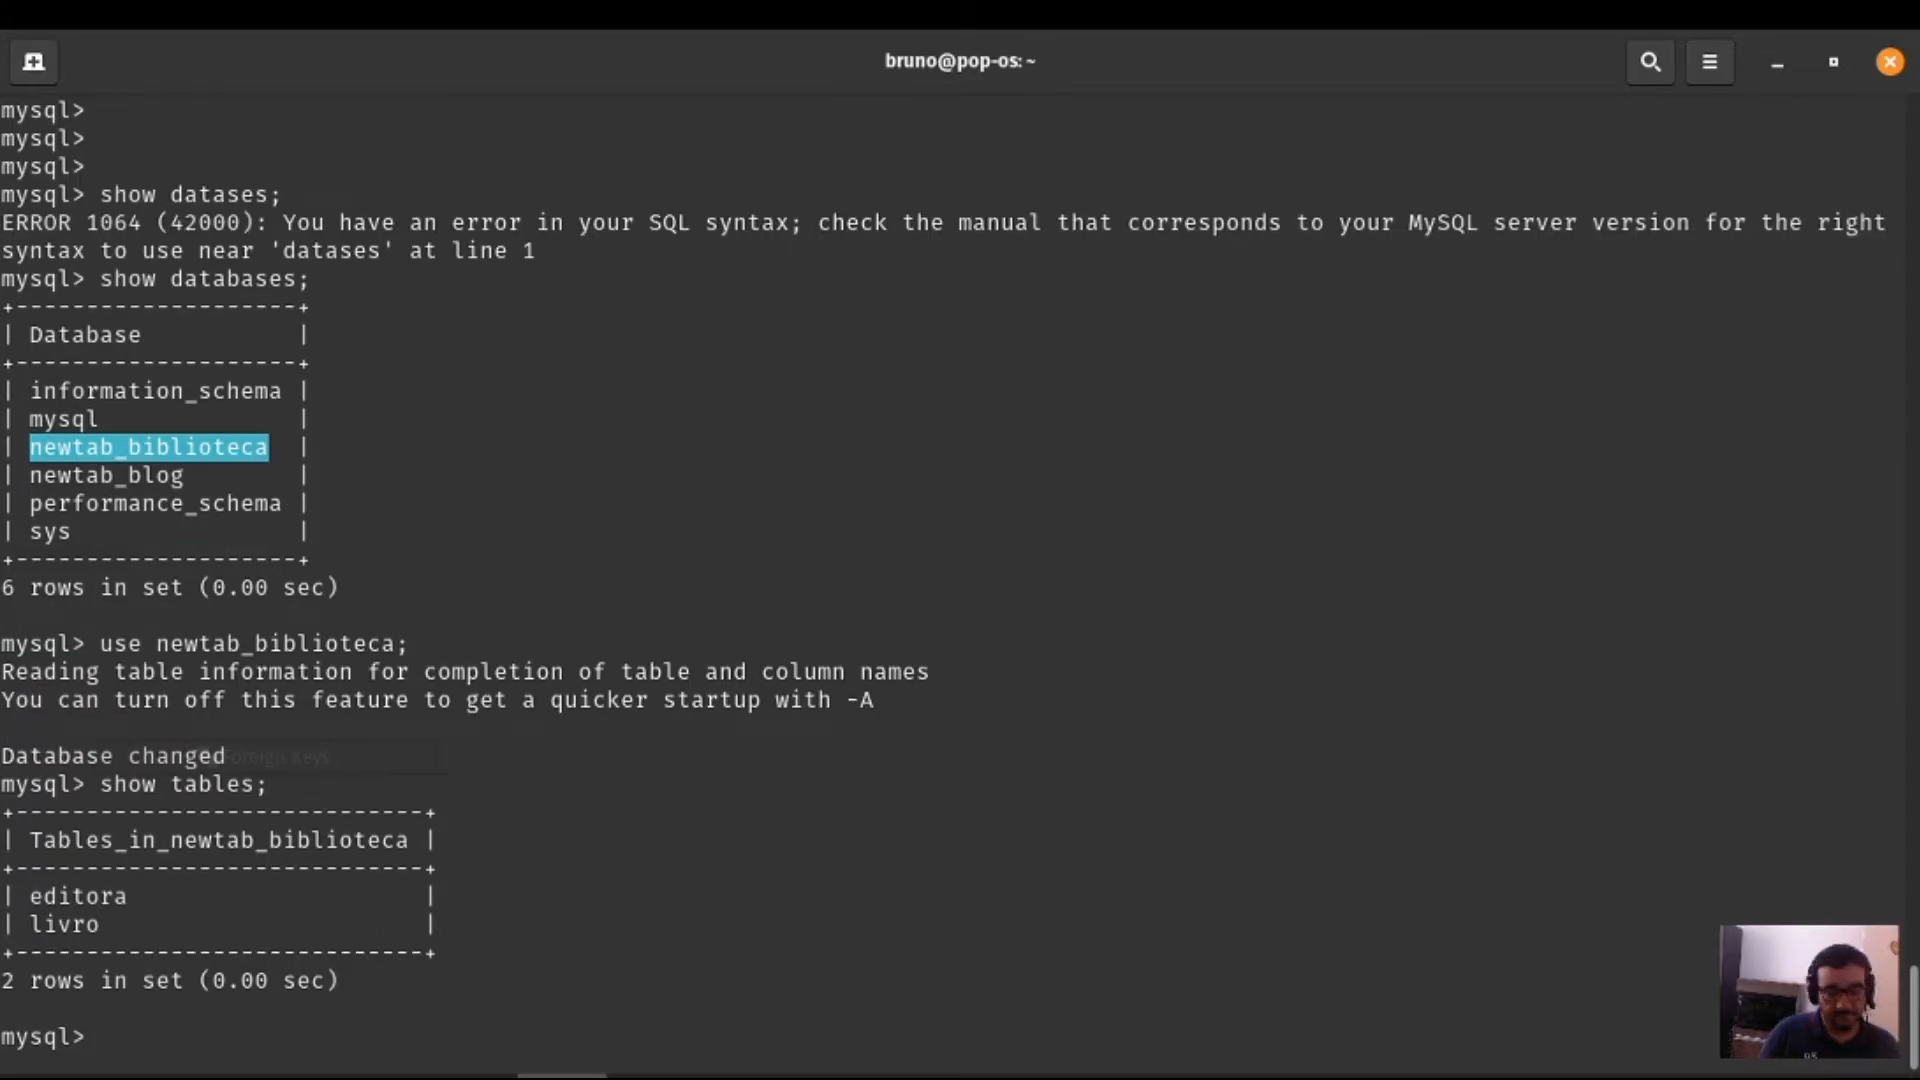 bruno@pop-os: ~
mysql>
mysql>
mysql>
mysql> show datases;
ERROR 1064 (42000): You have an error in your SQL syntax; check the manual that corresponds to your MySQL server version for the right
syntax to use near 'datases' at line 1
mysql> show databases;
+--------------------+
| Database           |
+--------------------+
| information_schema |
| mysql              |
| newtab_biblioteca  |
| newtab_blog        |
| performance_schema |
| sys                |
+--------------------+
6 rows in set (0.00 sec)

mysql> use newtab_biblioteca;
Reading table information for completion of table and column names
You can turn off this feature to get a quicker startup with -A

Database changed Foreign Keys
mysql> show tables;
+-----------------------------+
| Tables_in_newtab_biblioteca |
+-----------------------------+
| editora                     |
| livro                       |
+-----------------------------+
2 rows in set (0.00 sec)

mysql>